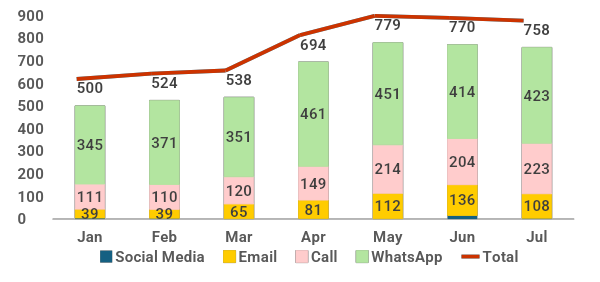 900
800
700
600
500
400
300
200
100
0
500 524 538 694 779 770 758
345 371 351 461 451 414 423
111 110 120 149 214 204 223
39 39 65 81 112 136 108
Jan Feb Mar Apr May Jun Jul
Social Media Email Call WhatsApp Total